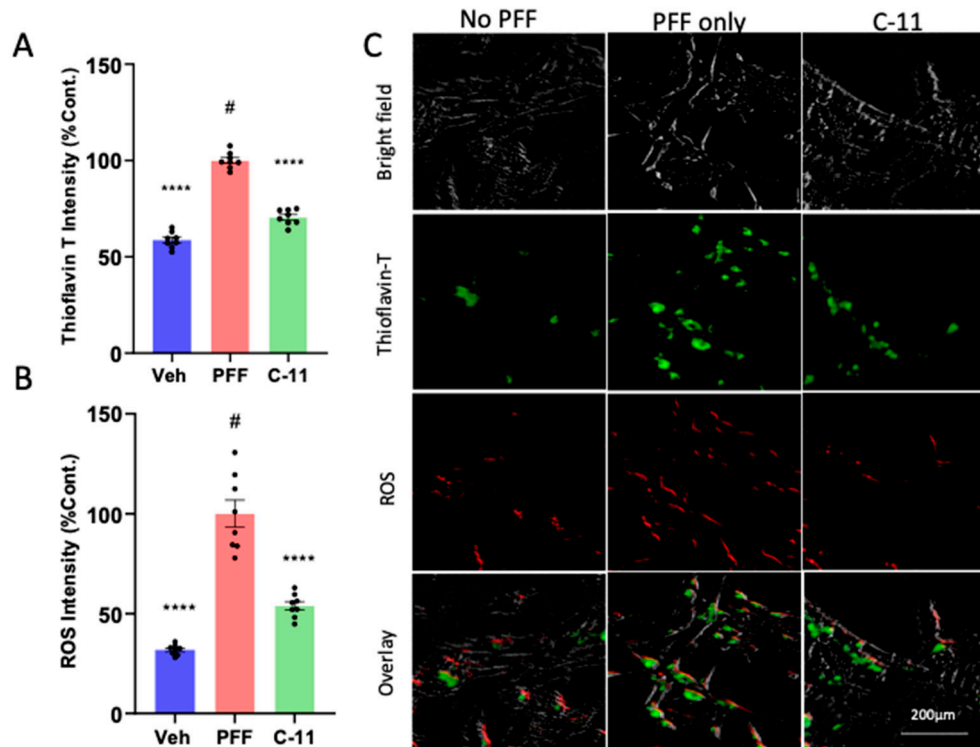 A
Thioflavin T Intensity (%Cont.)
150
100
50
0
****
#
****
Veh PFF C-11
B
ROS Intensity (%Cont.)
150
100
50
0
****
#
****
Veh PFF C-11
C
No PFF PFF only C-11
Bright field
Thioflavin-T
ROS
Overlay
200µm